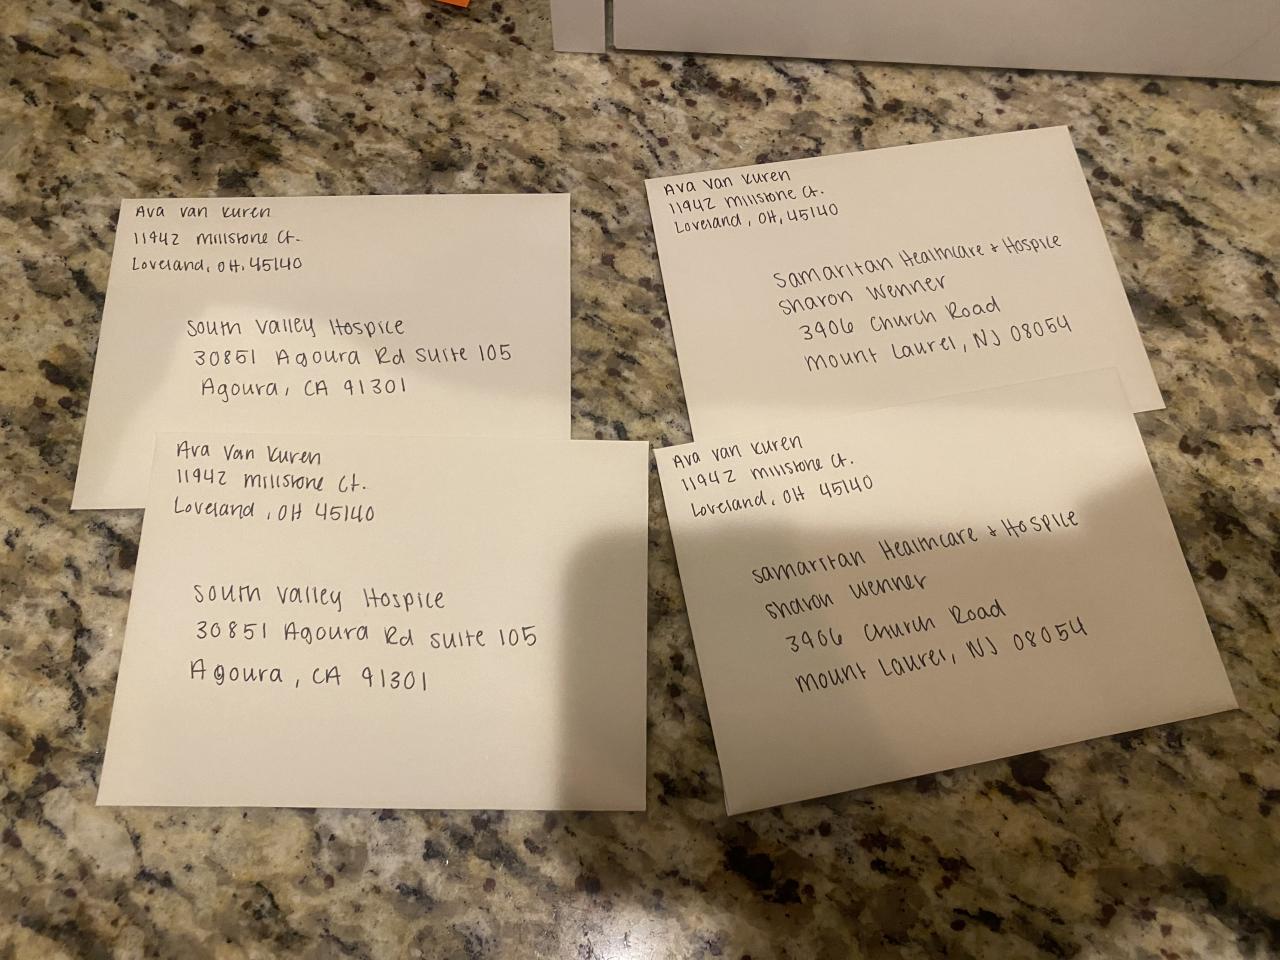 Ava Van Kuren
11942 Millstone Ct.
Loveland, OH, 45140
South Valley Hospice
30851 Agoura Rd Suite 105
Agoura, CA 91301
Ava Van Kuren
11942 Millstone Ct.
Loveland, OH, 45140
Samaritan Healthcare & Hospice
Sharon Wenner
3906 Church Road
Mount Laurel, NJ 08054
Ava Van Kuren
11942 Millstone Ct.
Loveland, OH 45140
South Valley Hospice
30851 Agoura Rd Suite 105
Agoura, CA 91301
Ava Van Kuren
11942 Millstone Ct.
Loveland, OH 45140
Samaritan Healthcare & Hospice
Sharon Wenner
3906 Church Road
Mount Laurel, NJ 08054